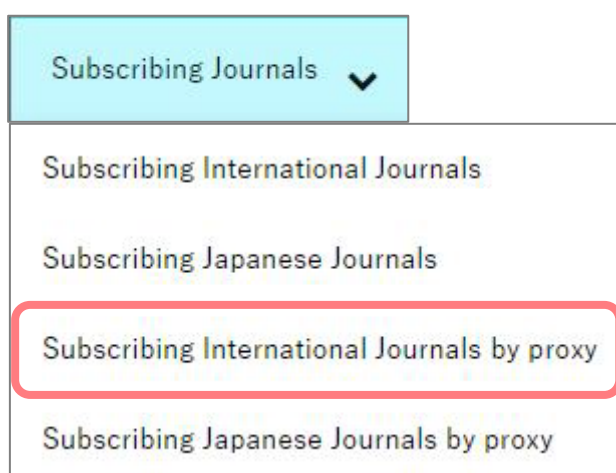 Subscribing Journals
Subscribing International Journals
Subscribing Japanese Journals
Subscribing International Journals by proxy
Subscribing Japanese Journals by proxy